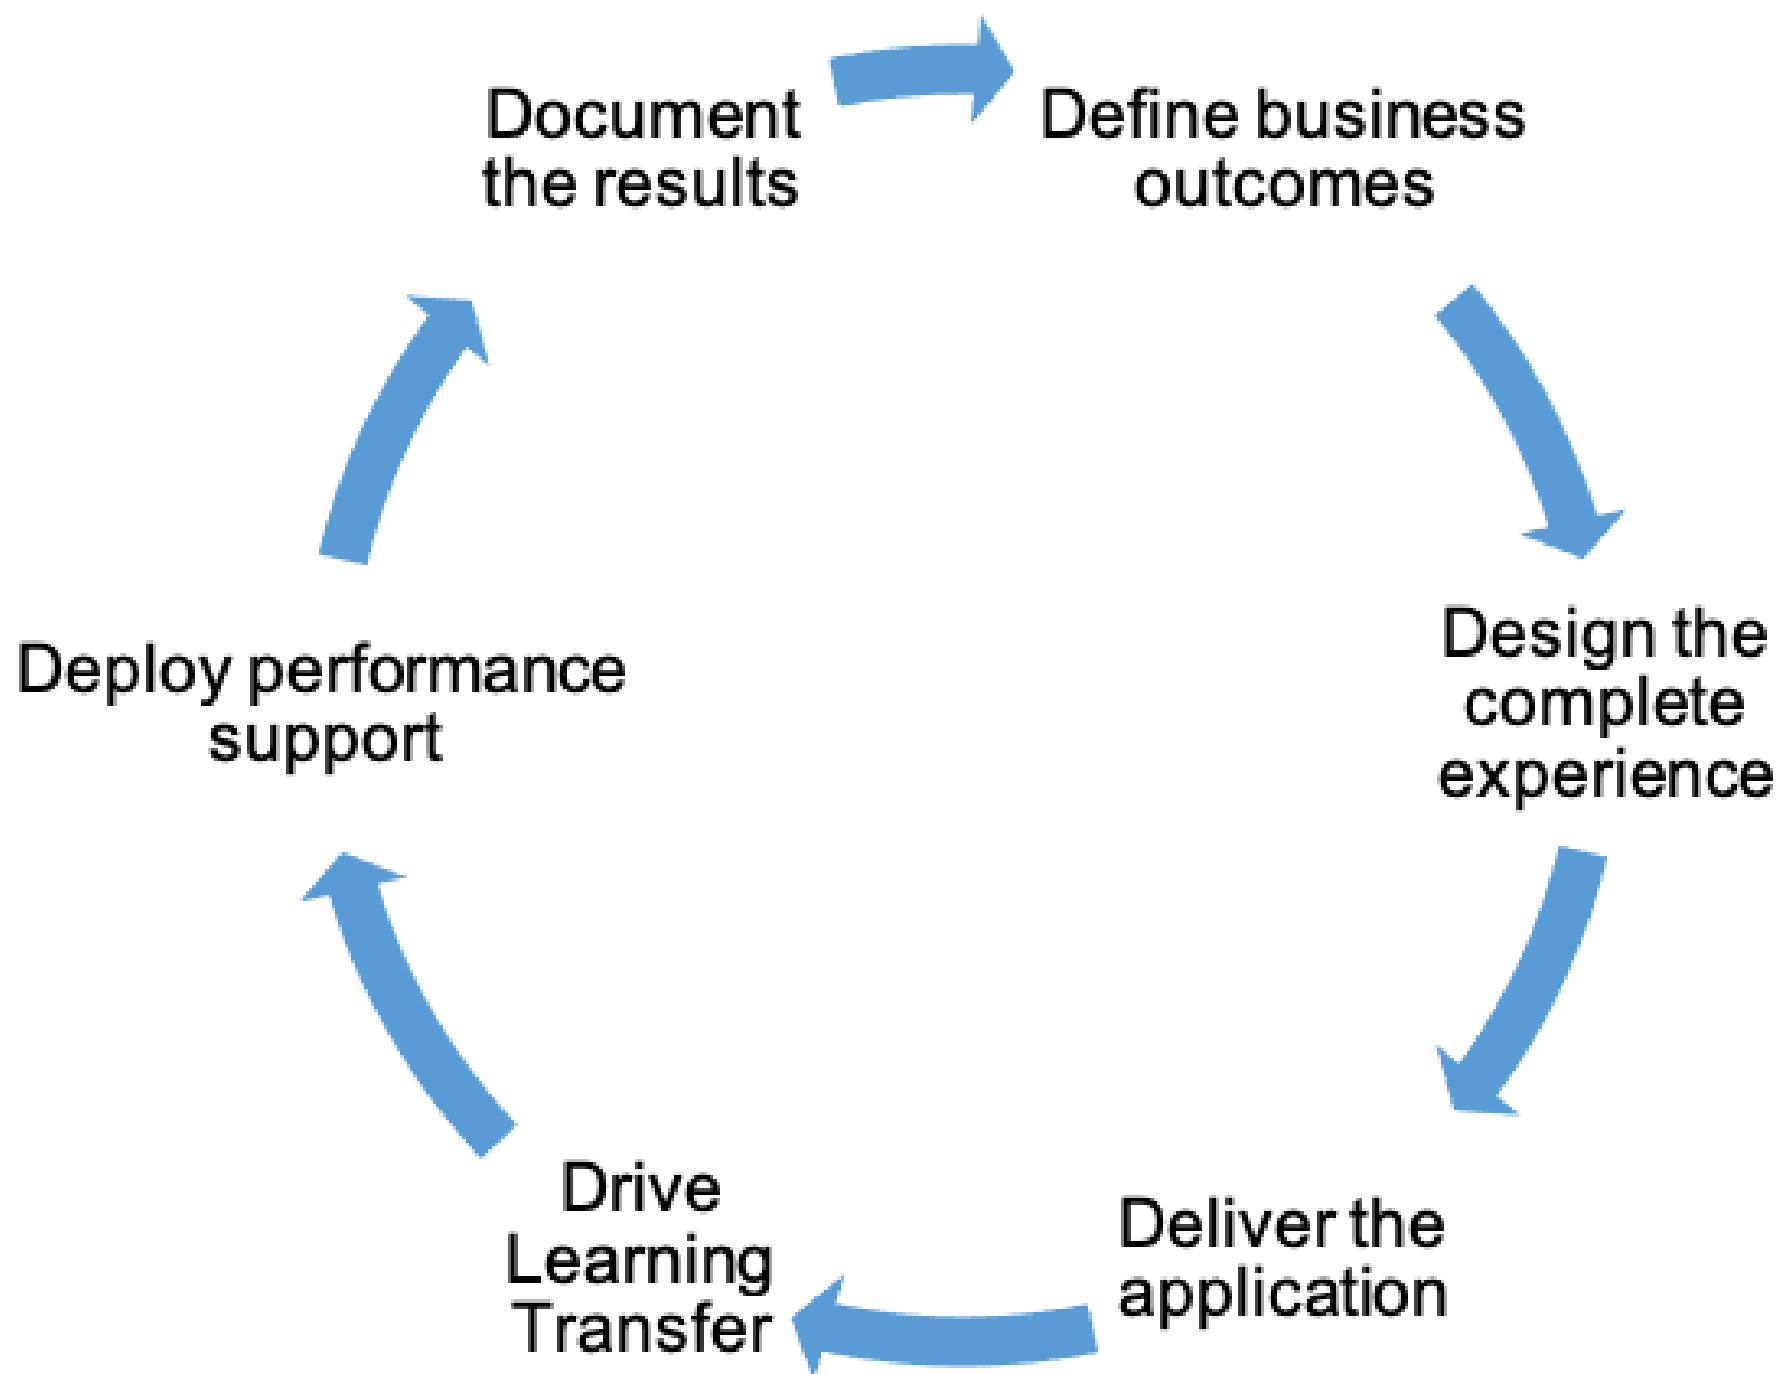 Document
the results
Define business
outcomes
Design the
complete
experience
Deliver the
application
Drive
Learning
Transfer
Deploy performance
support